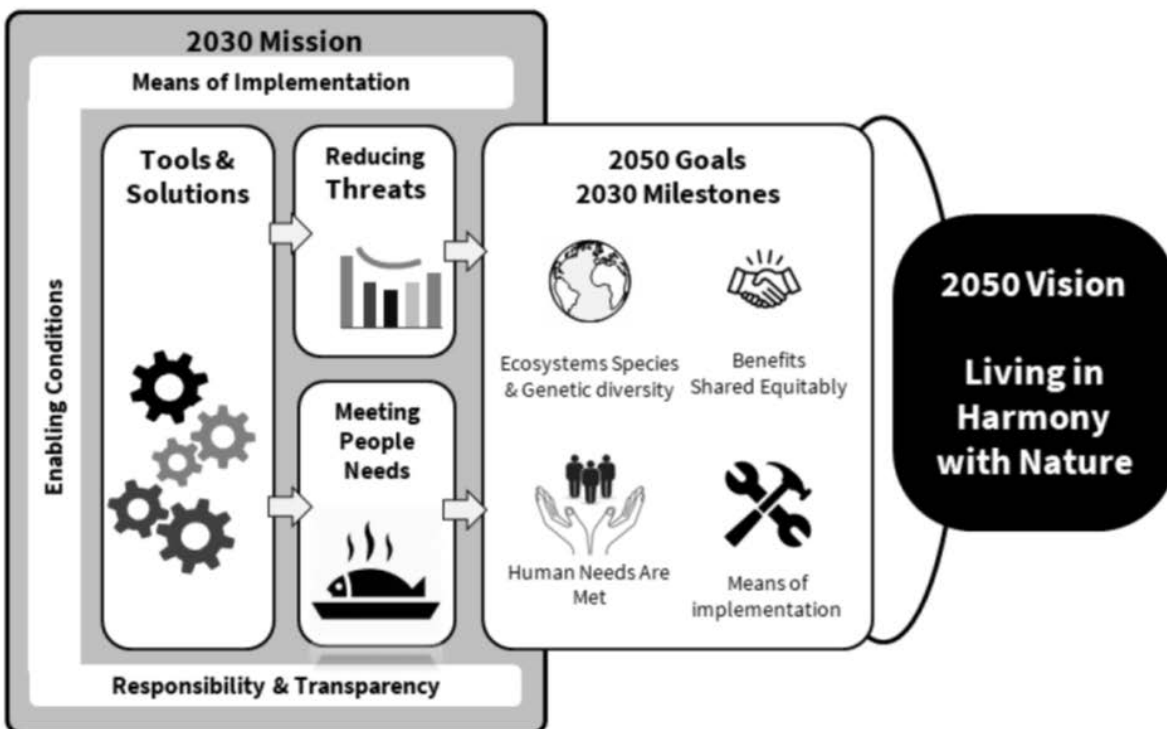 2030 Mission
Means of Implementation
Enabling Conditions
Tools &
Solutions
Reducing
Threats
Meeting
People
Needs
Responsibility & Transparency
2050 Goals
2030 Milestones
Ecosystems Species
& Genetic diversity
Benefits
Shared Equitably
Human Needs Are
Met
Means of
implementation
2050 Vision
Living in
Harmony
with Nature